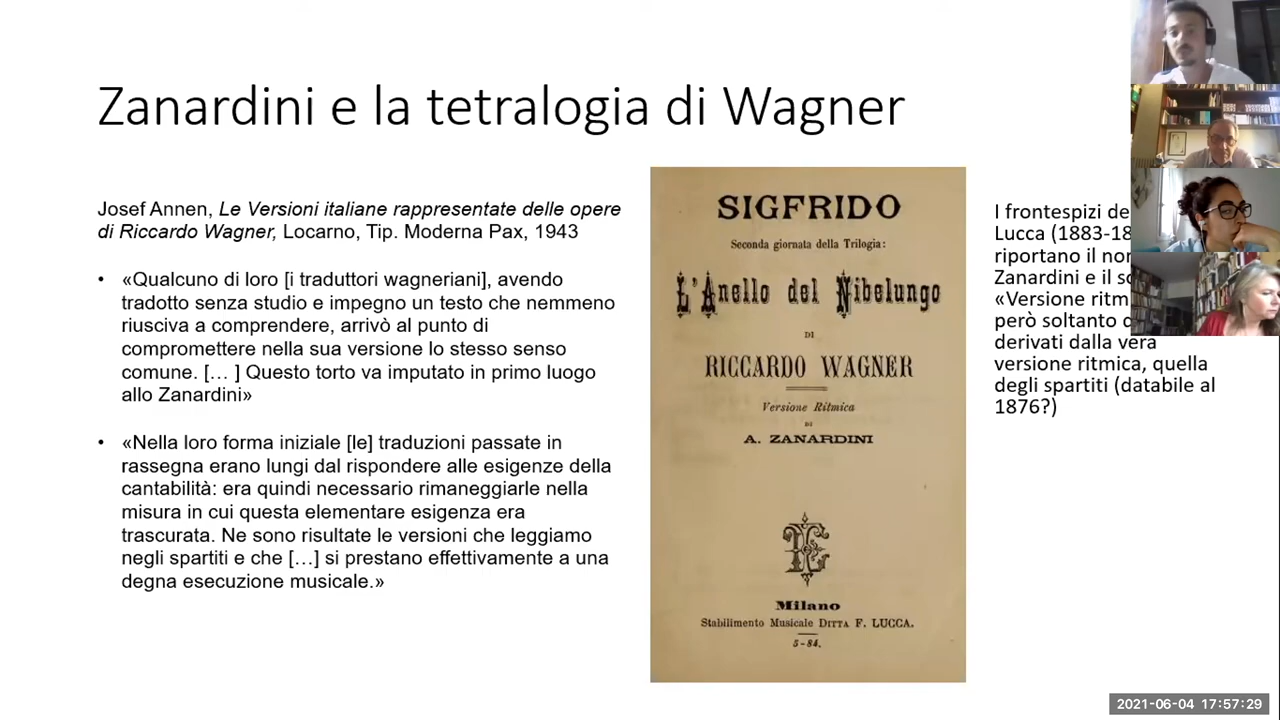 Zanardini e la tetralogia di Wagner
Josef Annen, Le Versioni italiane rappresentate delle opere
di Riccardo Wagner, Locarno, Tip. Moderna Pax, 1943
• «Qualcuno di loro [i traduttori wagneriani], avendo
tradotto senza studio e impegno un testo che nemmeno
riusciva a comprendere, arrivò al punto di
compromettere nella sua versione lo stesso senso
comune. [… ] Questo torto va imputato in primo luogo
allo Zanardini»
• «Nella loro forma iniziale [le] traduzioni passate in
rassegna erano lungi dal rispondere alle esigenze della
cantabilità: era quindi necessario rimaneggiarle nella
misura in cui questa elementare esigenza era
trascurata. Ne sono risultate le versioni che leggiamo
negli spartiti e che […] si prestano effettivamente a una
degna esecuzione musicale.»
SIGFRIDO
Seconda giornata della Trilogia:
L'Anello del Nibelungo
DI
RICCARDO WAGNER
Versione Ritmica
DI
A. ZANARDINI
Milano
Stabilimento Musicale DITTA F. LUCCA.
5-84.
I frontespizi
Lucca (1883-18
riportano il
Zanardini e il
«Versione
però soltanto
derivati dalla vera
versione ritmica, quella
degli spartiti (databile al
1876?)
2021-06-04 17:57:29